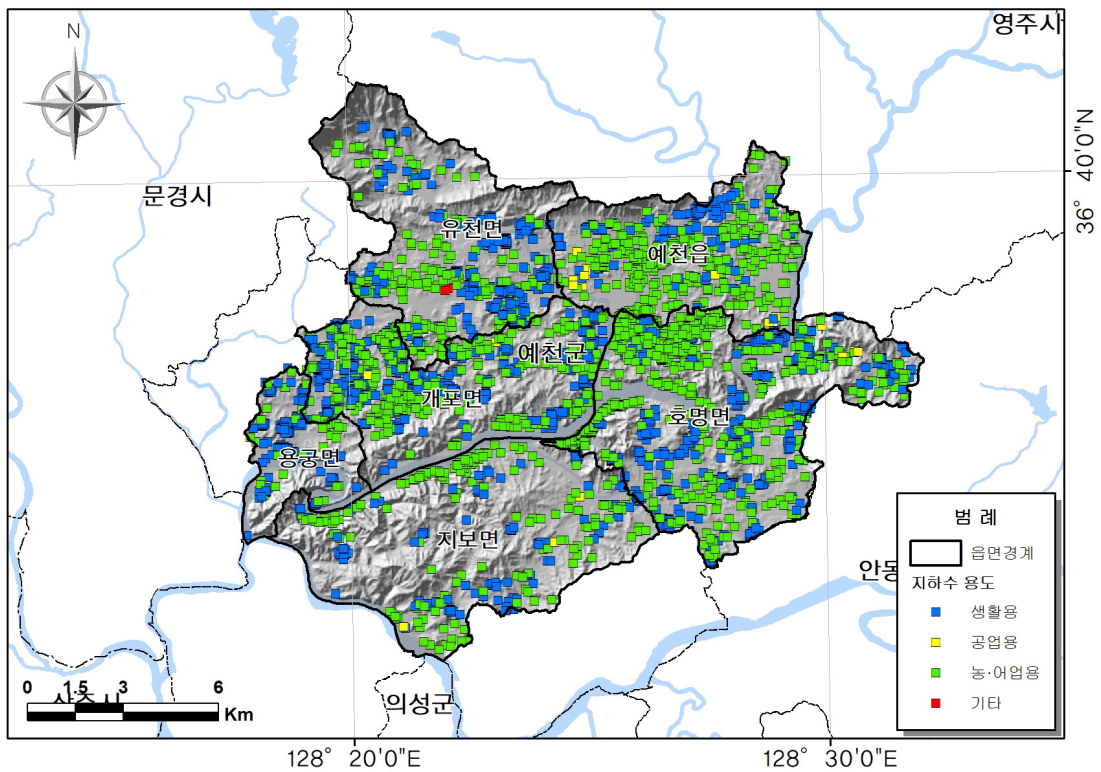 영주시
N
36° 40'0"N
문경시
유천면
예천읍
예천군
개포면
호명면
용궁면
지보면
안동
의성군
범 례
읍면경계
지하수 용도
생활용
공업용
농·어업용
기타
0 1.5 3 6
Km
128° 20'0"E
128° 30'0"E